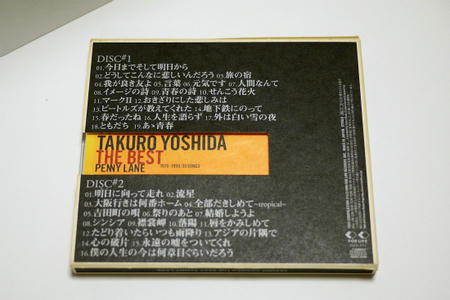 DISC#1
01.今日までそして明日から
02.どうしてこんなに悲しいんだろう 03.旅の宿
04.我が良き友よ 05.言葉 06.元気です 07.人間なんて
08.イメージの詩 09.青春の詩 10.せんこう花火
11.マークⅡ 12.おきざりにした悲しみは
13.ビートルズが教えてくれた 14.地下鉄にのって
15.春だったね 16.人生を語らず 17.外は白い雪の夜
18.ともだち 19.あゝ青春
TAKURO YOSHIDA
THE BEST
PENNY LANE
DISC#2
01.明日に向って走れ 02.流星
03.大阪行きは何番ホーム 04.全部だきしめて~tropical~
05.吉田町の唄 06.祭りのあと 07.結婚しようよ
08.シンシア 09.襟裳岬 10.落陽 11.唇をかみしめて
12.たどり着いたらいつも雨降り 13.アジアの片隅で
14.心の破片 15.永遠の嘘をついてくれ
16.僕の人生の今は何章目ぐらいだろう
FOR LIFE